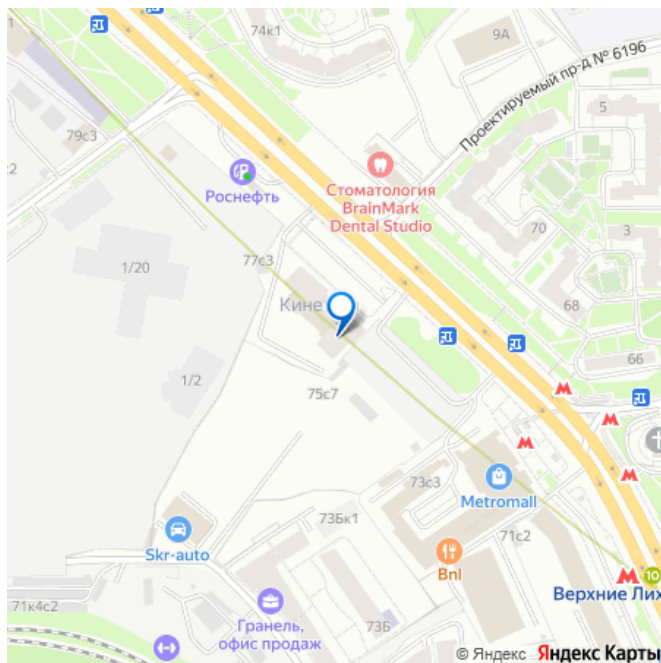 74к1
9А
Проектируемый пр-д № 6196
5
79с3
с2
Роснефть
Стоматология
BrainMark
Dental Studio
70
3
77с3
1/20
Кине
68
66
1/2
75с7
73с3
Metromall
73Бк1
71с2
Skr-auto
Bnl
10
Верхние Лих
Гранель,
офис продаж
73Б
71к4с2
© Яндекс Яндекс Карты